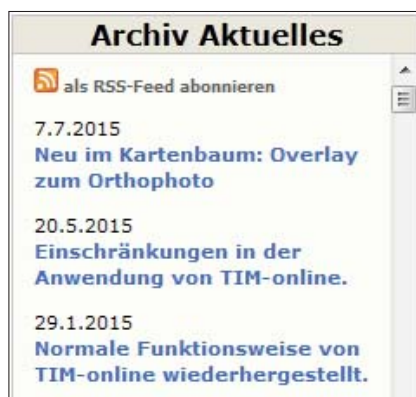 Archiv Aktuelles
als RSS-Feed abonnieren
7.7.2015
Neu im Kartenbaum: Overlay
zum Orthophoto
20.5.2015
Einschränkungen in der
Anwendung von TIM-online.
29.1.2015
Normale Funktionsweise von
TIM-online wiederhergestellt.